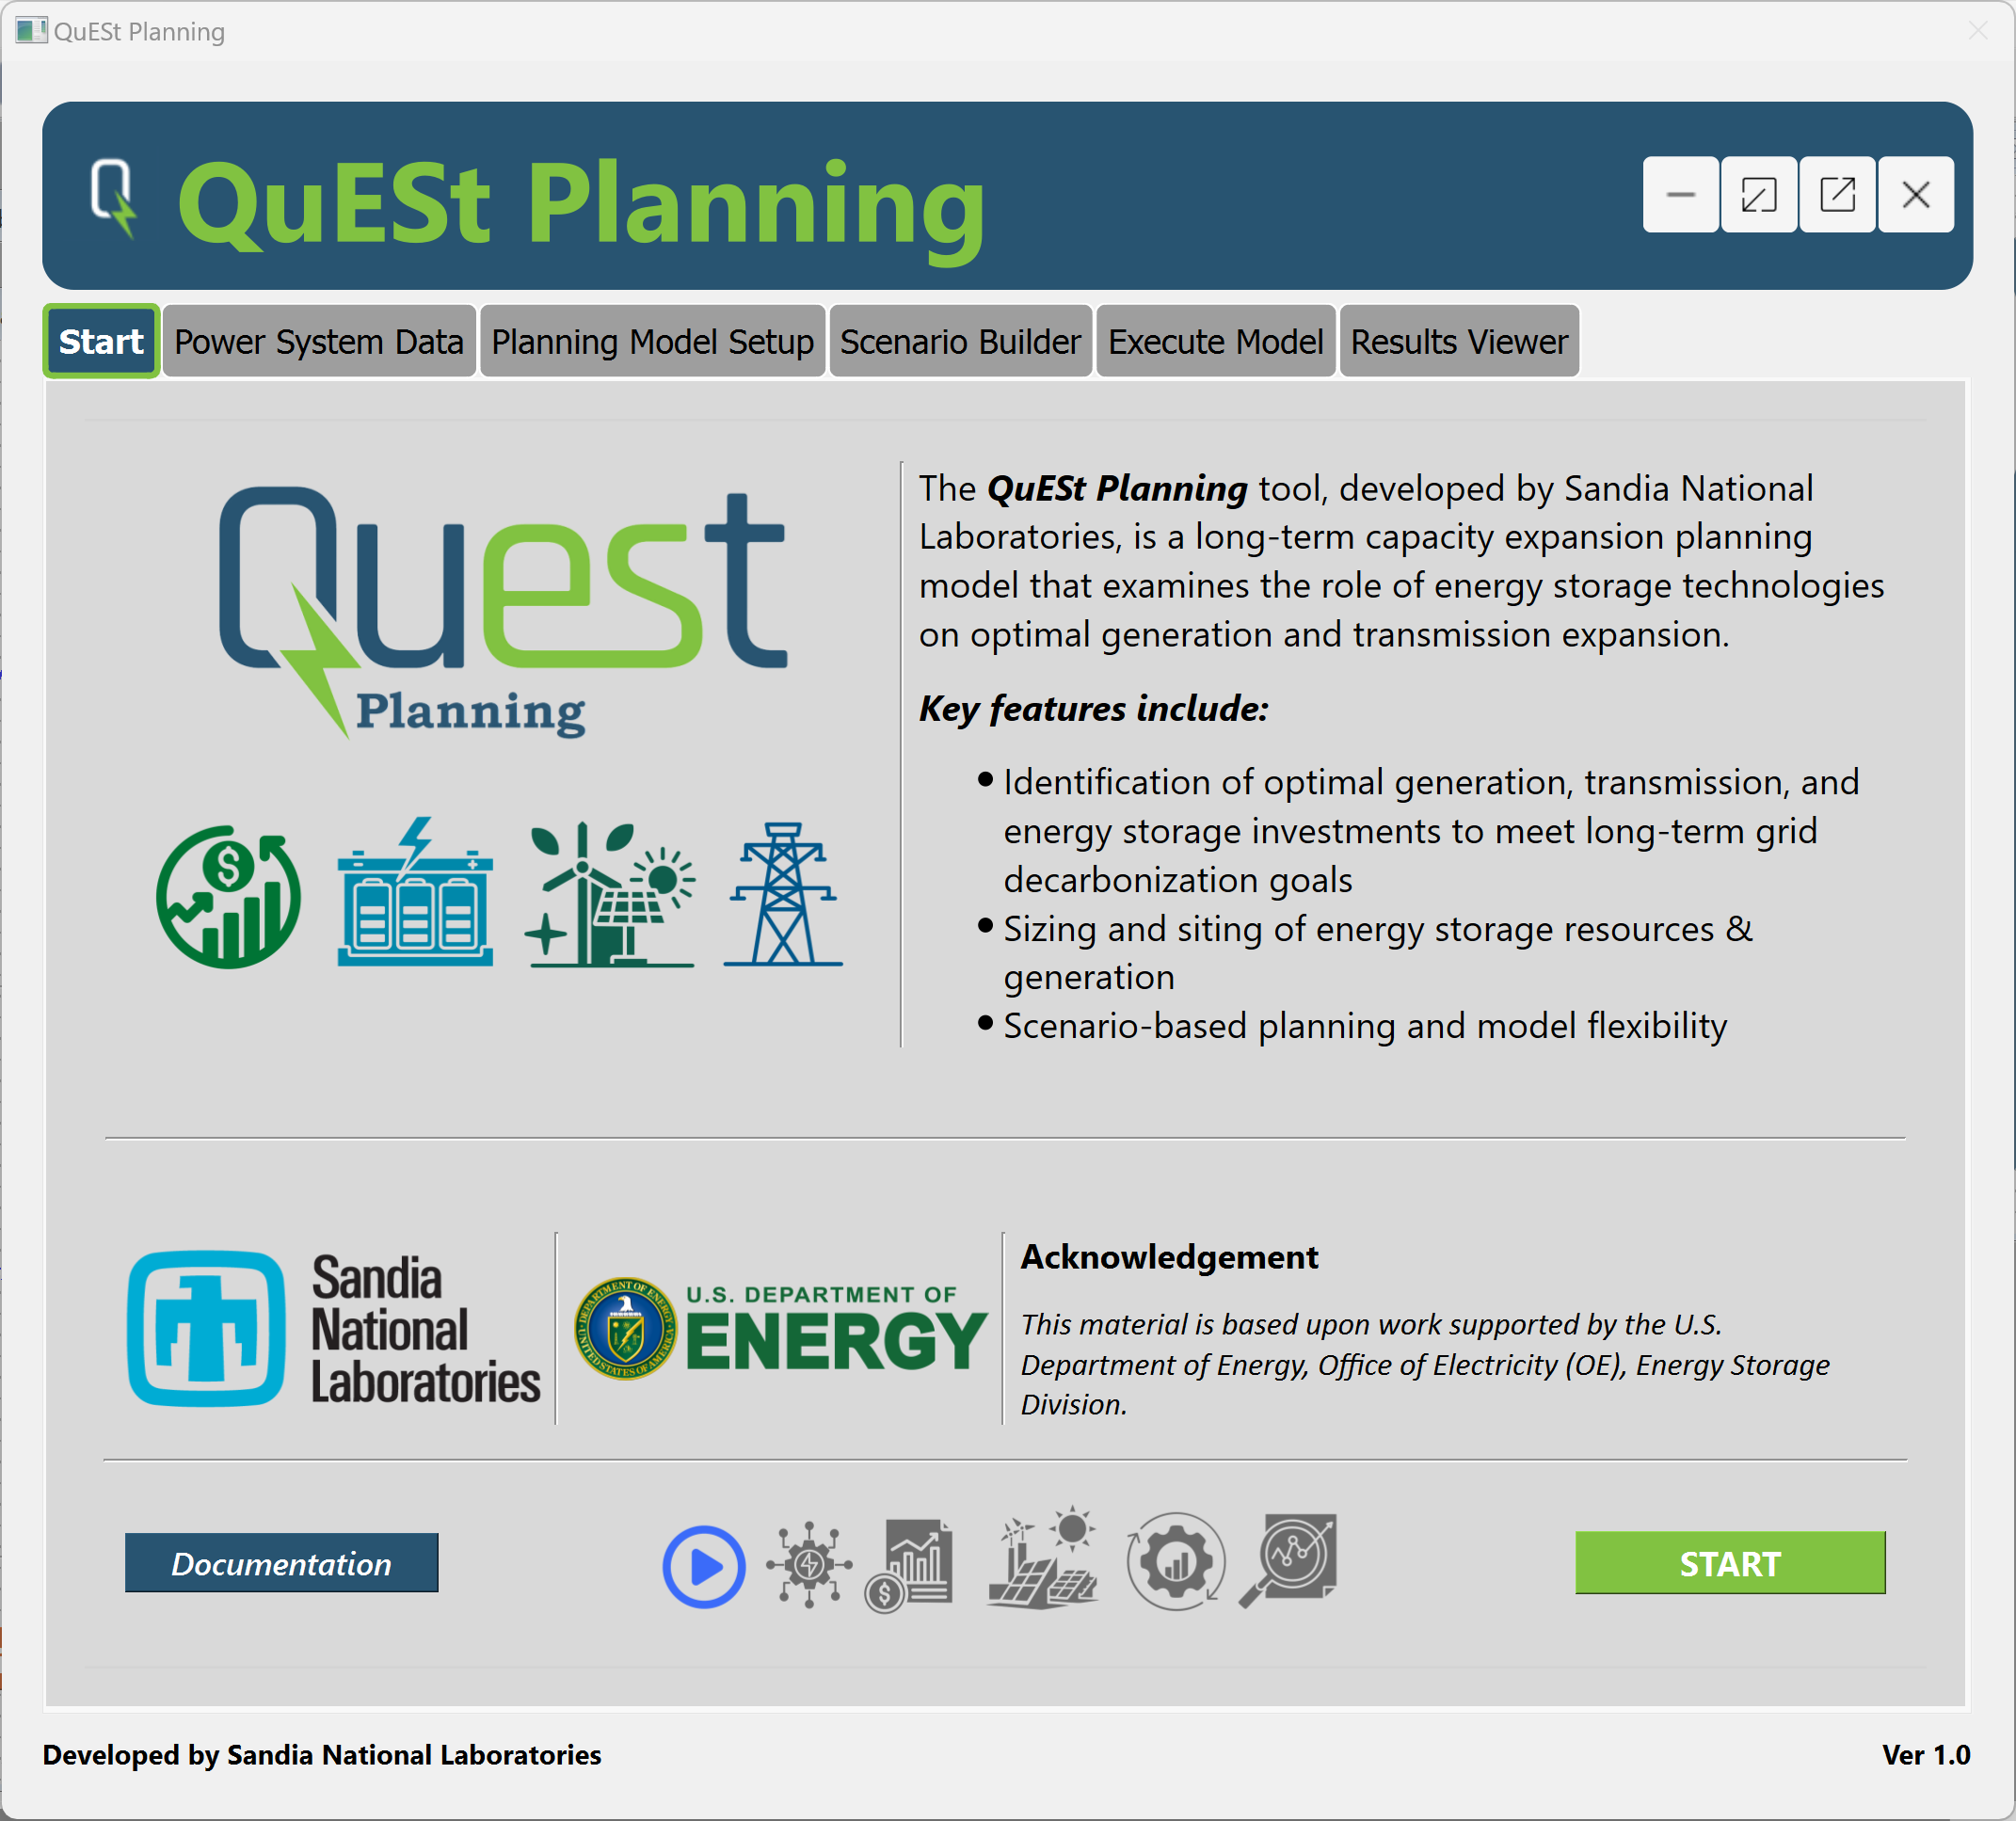 QuESt Planning
QuESt Planning
Start
Power System Data
Planning Model Setup
Scenario Builder
Execute Model
Results Viewer
Quest
Planning
The QuESt Planning tool, developed by Sandia National
Laboratories, is a long-term capacity expansion planning
model that examines the role of energy storage technologies
on optimal generation and transmission expansion.
Key features include:
Identification of optimal generation, transmission, and
energy storage investments to meet long-term grid
decarbonization goals
Sizing and siting of energy storage resources &
generation
Scenario-based planning and model flexibility
Sandia
National
Laboratories
DEPARTMENT OF ENERGY
UNITED STATES OF AMERICA
U.S. DEPARTMENT OF
ENERGY
Acknowledgement
This material is based upon work supported by the U.S.
Department of Energy, Office of Electricity (OE), Energy Storage
Division.
Documentation
START
Developed by Sandia National Laboratories
Ver 1.0